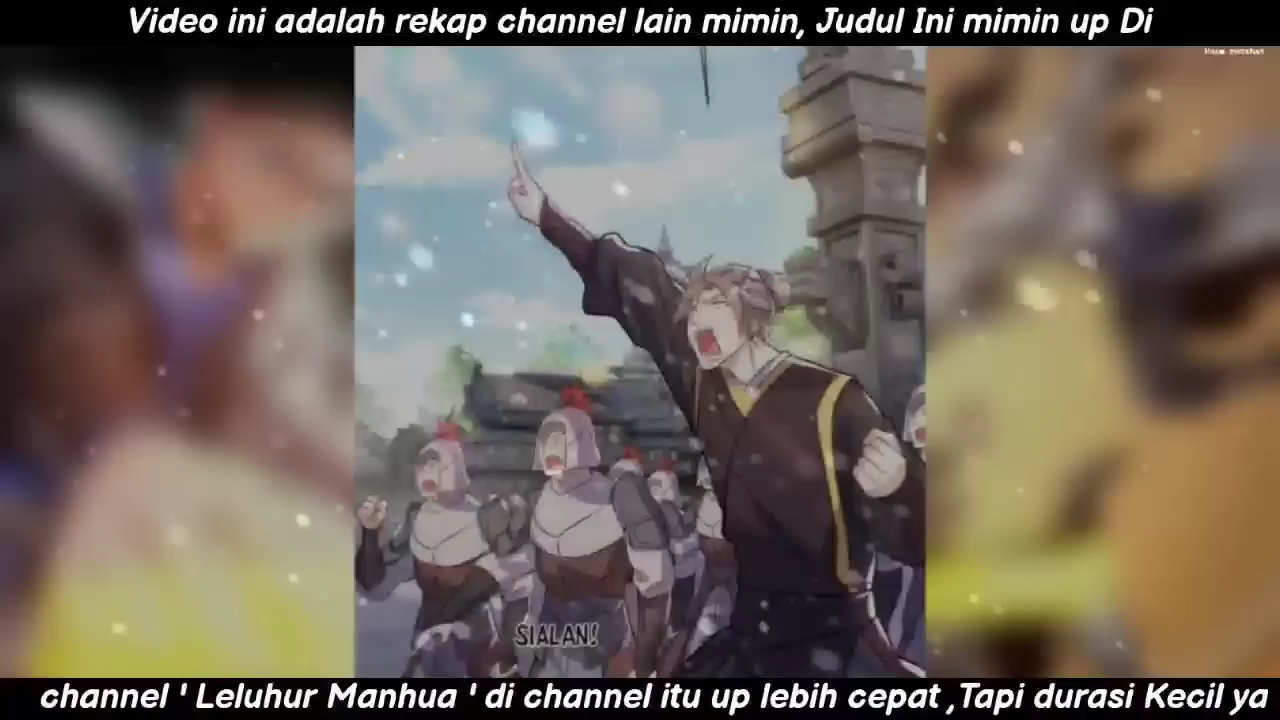 Video ini adalah rekap channel lain mimin, Judul Ini mimin up Di
SIALAN!
channel ' Leluhur Manhua ' di channel itu up lebih cepat ,Tapi durasi Kecil ya